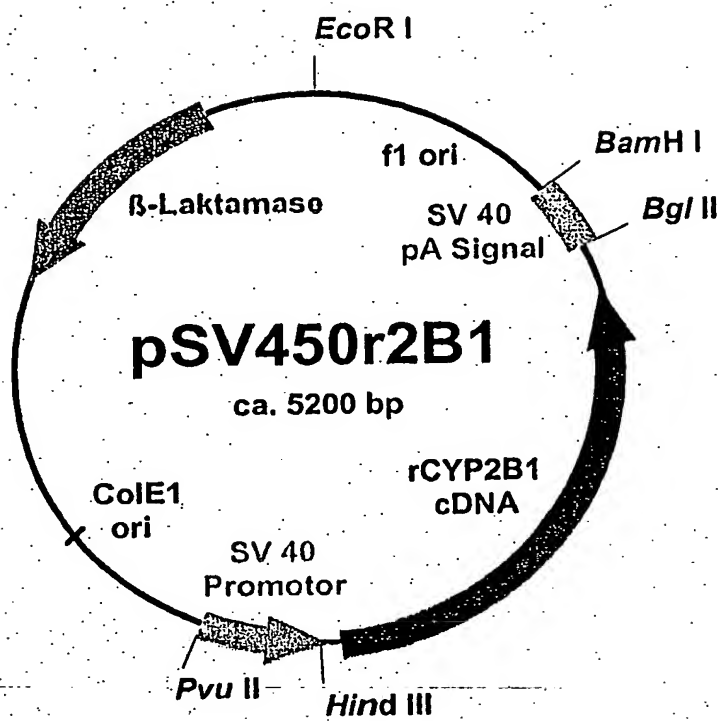 EcoR I
BamH I
f1 ori
Bgl II
ß-Laktamaso
SV 40
pA Signal
pSV450r2B1
ca. 5200 bp
rCYP2B1
cDNA
ColE1
ori
SV 40
Promotor
Pvu II
Hind III